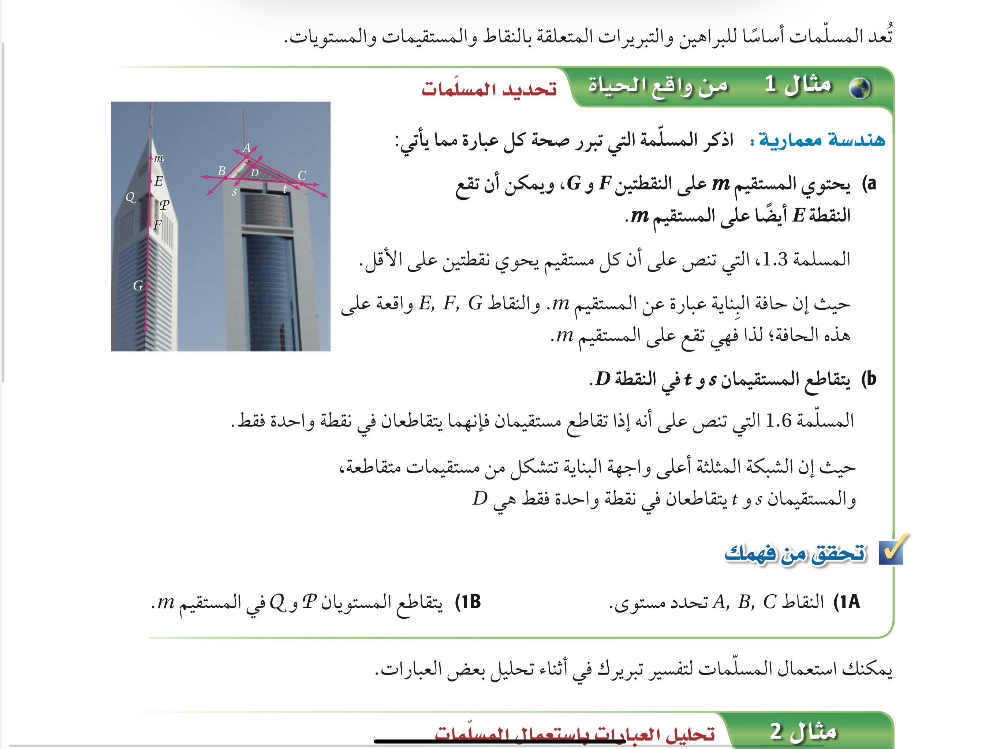 تُعد المسلّمات أساسًا للبراهين والتبريرات المتعلقة بالنقاط والمستقيمات والمستويات.
مثال 1 من واقع الحياة تحديد المسلّمات
هندسة معمارية : اذكر المسلّمة التي تبرر صحة كل عبارة مما يأتي:
a) يحتوي المستقيم m على النقطتين F و G، ويمكن أن تقع
النقطة E أيضًا على المستقيم m.
المسلمة 1.3، التي تنص على أن كل مستقيم يحوي نقطتين على الأقل.
حيث إن حافة البِناية عبارة عن المستقيم m. والنقاط E, F, G واقعة على
هذه الحافة؛ لذا فهي تقع على المستقيم m.
m
E
Q
P
F
G
A
B
D
C
s
t
b) يتقاطع المستقيمان s و t في النقطة D.
المسلّمة 1.6 التي تنص على أنه إذا تقاطع مستقيمان فإنهما يتقاطعان في نقطة واحدة فقط.
حيث إن الشبكة المثلثة أعلى واجهة البناية تتشكل من مستقيمات متقاطعة،
والمستقيمان s و t يتقاطعان في نقطة واحدة فقط هي D
تحقق من فهمك
1A) النقاط A, B, C تحدد مستوى.
1B) يتقاطع المستويان P و Q في المستقيم m.
يمكنك استعمال المسلّمات لتفسير تبريرك في أثناء تحليل بعض العبارات.
مثال 2 تحليل العبارات باستعمال المسلّمات